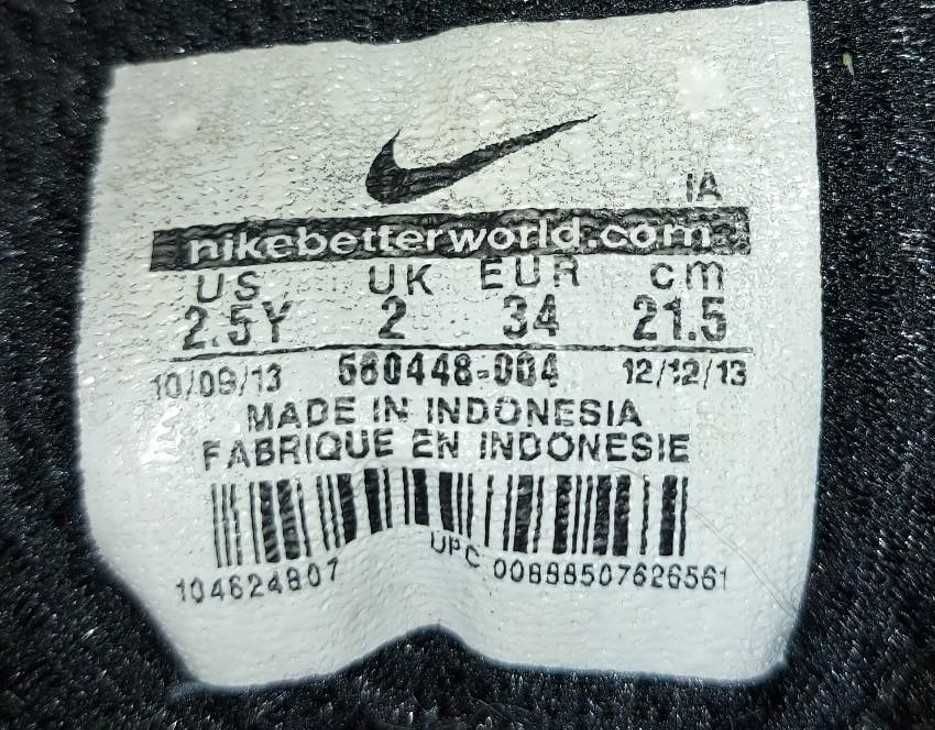 IA
nikebetterworld.com
US UK EUR cm
2.5Y 2 34 21.5
10/09/13 580448-004 12/12/13
MADE IN INDONESIA
FABRIQUE EN INDONESIE
UPC
104624807 00888507626561